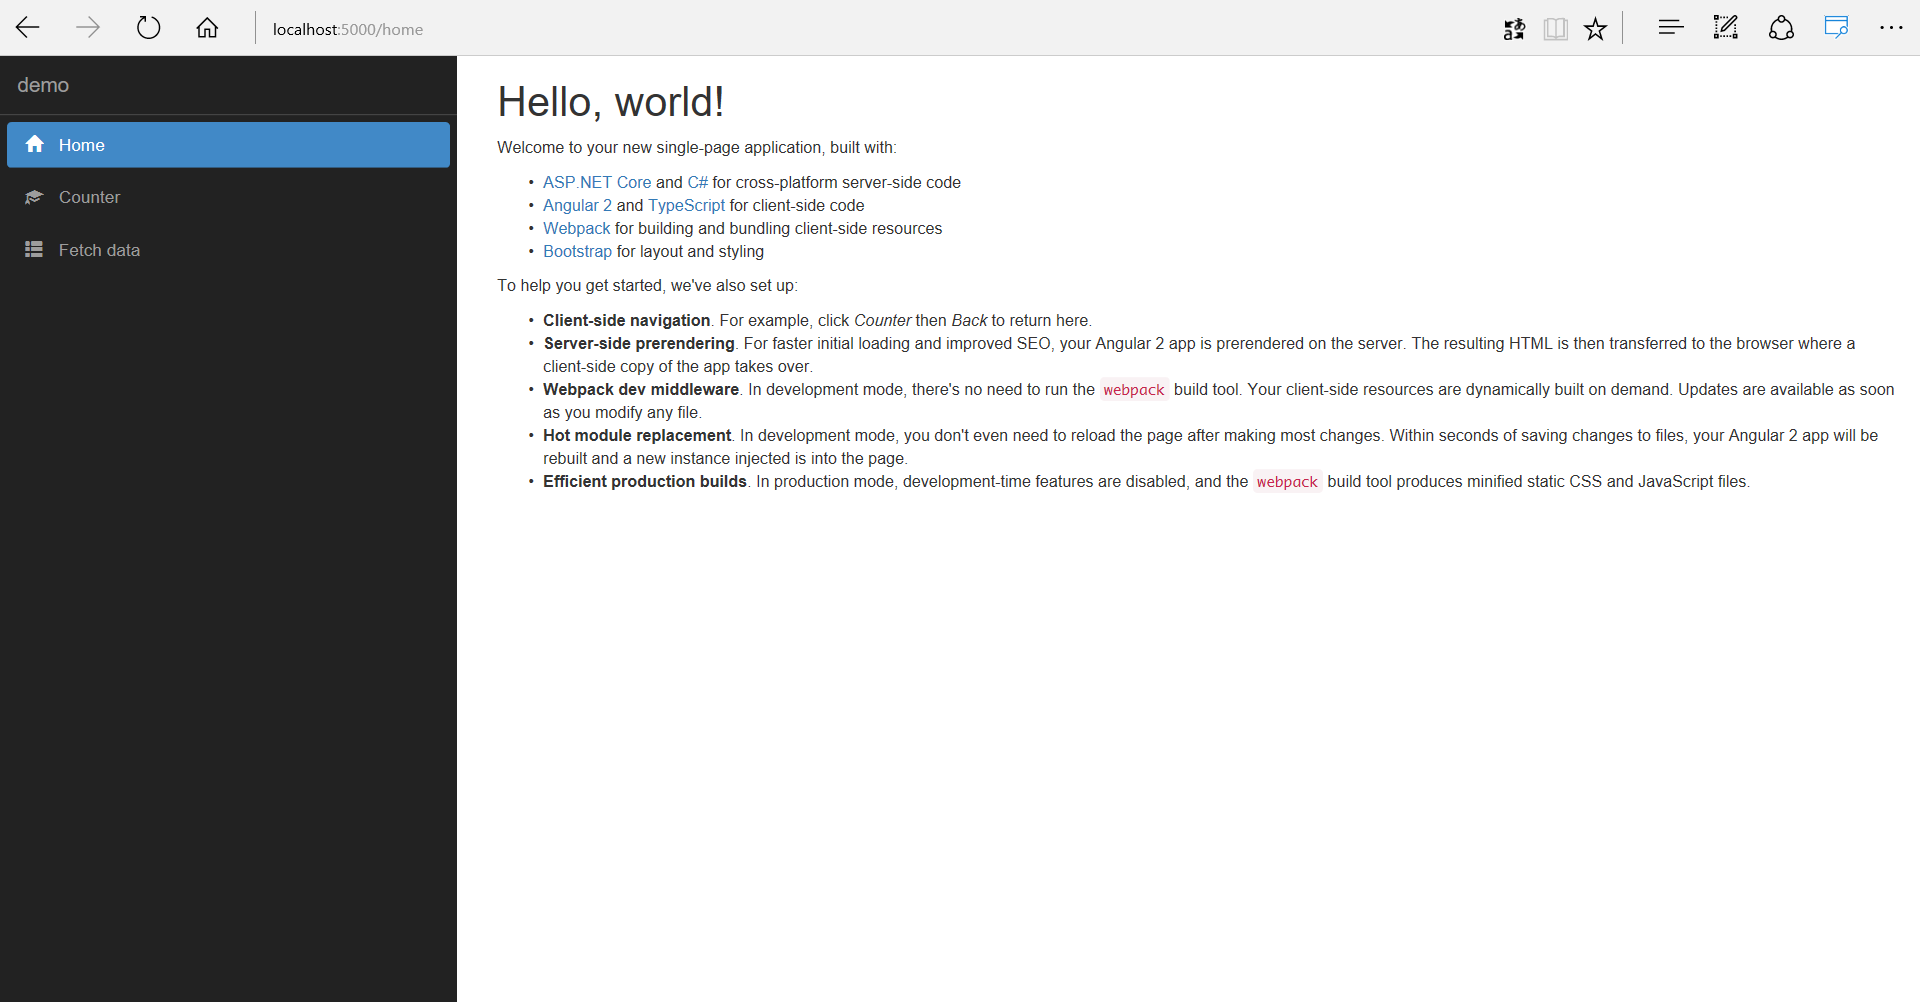 localhost:5000/home
demo
Home
Counter
Fetch data
Hello, world!
Welcome to your new single-page application, built with:
• ASP.NET Core and C# for cross-platform server-side code
• Angular 2 and TypeScript for client-side code
• Webpack for building and bundling client-side resources
• Bootstrap for layout and styling
To help you get started, we've also set up:
• Client-side navigation. For example, click Counter then Back to return here.
• Server-side prerendering. For faster initial loading and improved SEO, your Angular 2 app is prerendered on the server. The resulting HTML is then transferred to the browser where a
client-side copy of the app takes over.
• Webpack dev middleware. In development mode, there's no need to run the webpack build tool. Your client-side resources are dynamically built on demand. Updates are available as soon
as you modify any file.
• Hot module replacement. In development mode, you don't even need to reload the page after making most changes. Within seconds of saving changes to files, your Angular 2 app will be
rebuilt and a new instance injected is into the page.
• Efficient production builds. In production mode, development-time features are disabled, and the webpack build tool produces minified static CSS and JavaScript files.